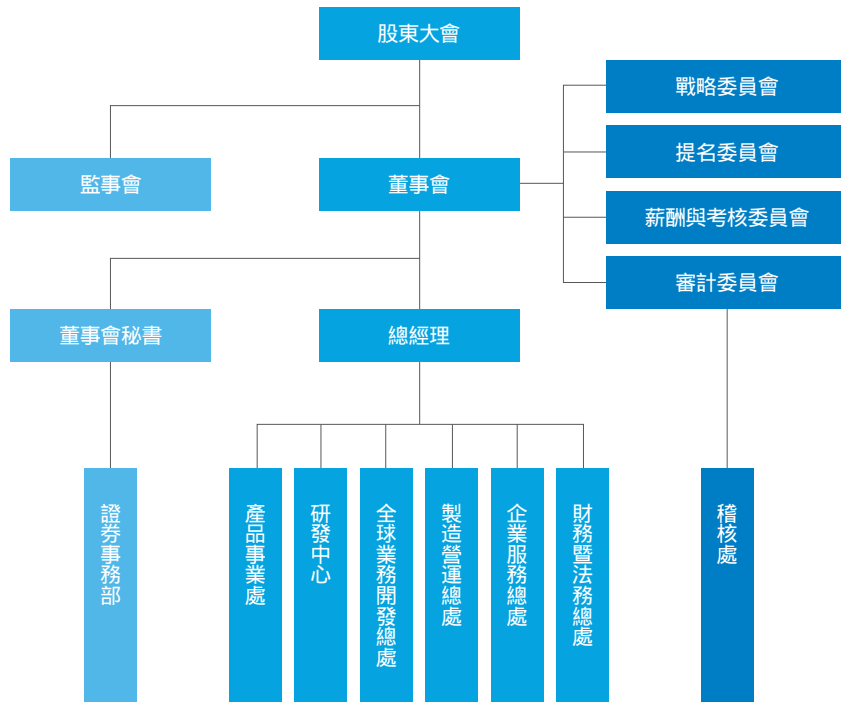 股東大會
戰略委員會
提名委員會
監事會
董事會
薪酬與考核委員會
審計委員會
董事會秘書
總經理
證券事務部
產品事業處
研發中心
全球業務開發總處
製造營運總處
企業服務總處
財務暨法務總處
稽核處